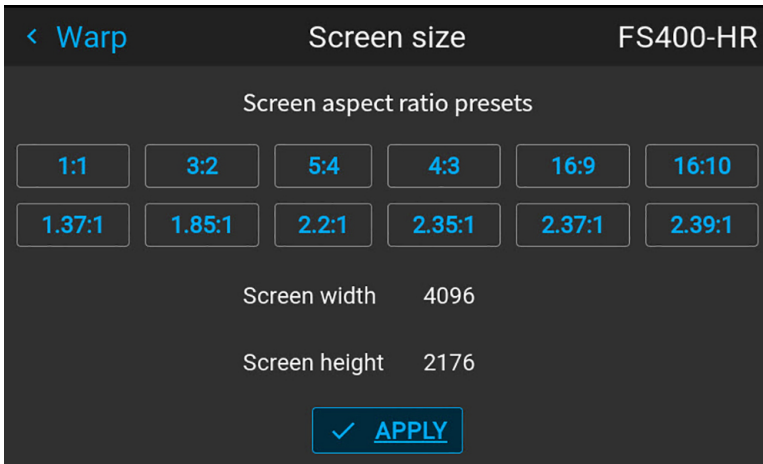 < Warp Screen size FS400-HR
Screen aspect ratio presets
1:1 3:2 5:4 4:3 16:9 16:10
1.37:1 1.85:1 2.2:1 2.35:1 2.37:1 2.39:1
Screen width 4096
Screen height 2176
✓ APPLY